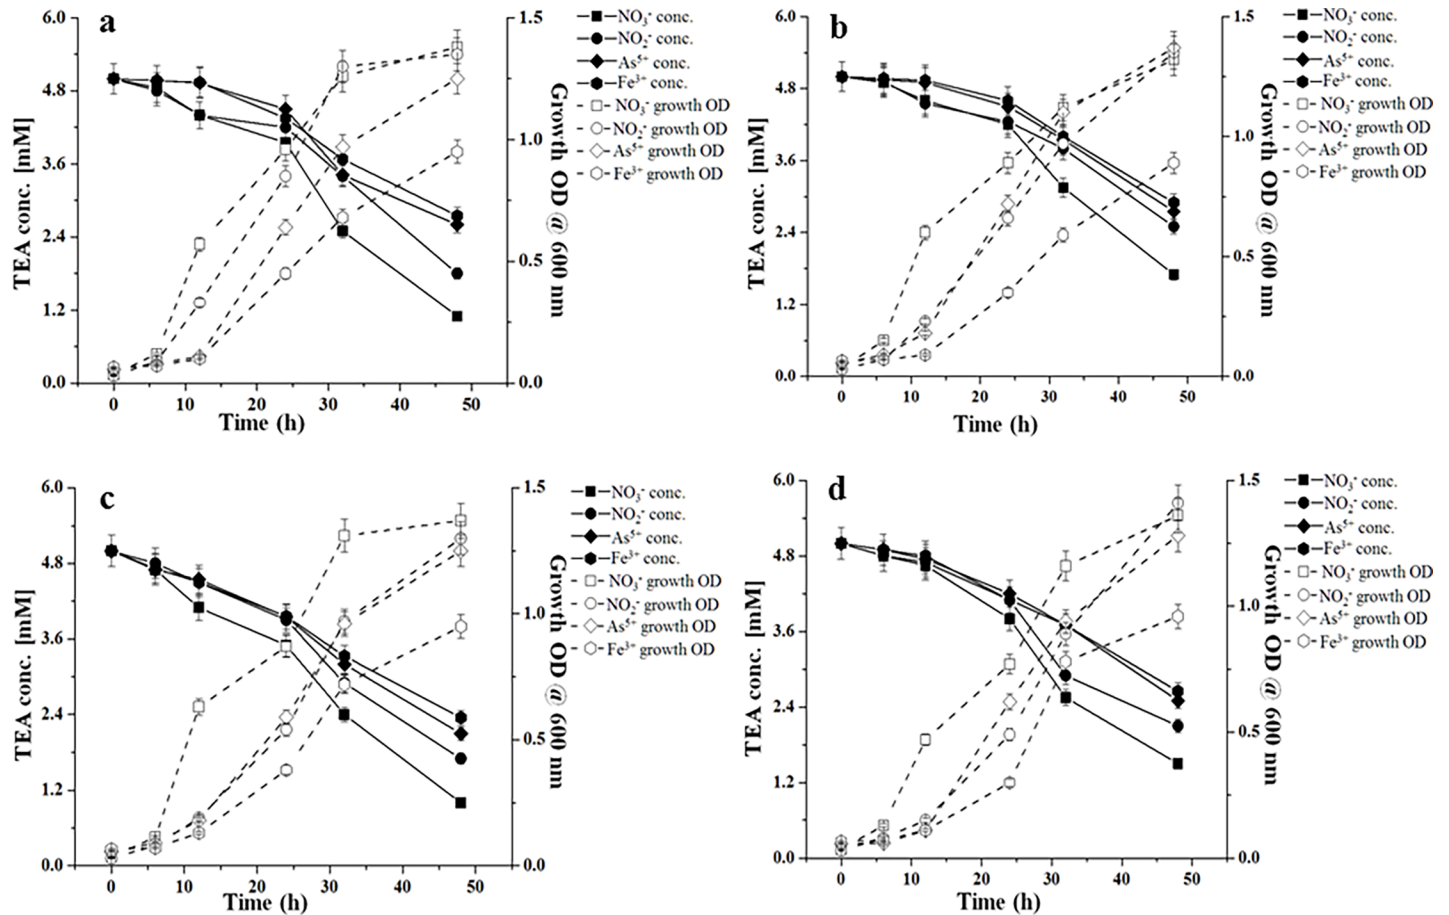 a
6.0
4.8
3.6
2.4
1.2
0.0
TEA conc. [mM]
0 10 20 30 40 50
Time (h)
1.5
1.0
0.5
0.0
Growth OD @ 600 nm
NO₃⁻ conc.
NO₂⁻ conc.
As⁵⁺ conc.
Fe³⁺ conc.
NO₃⁻ growth OD
NO₂⁻ growth OD
As⁵⁺ growth OD
Fe³⁺ growth OD
b
6.0
4.8
3.6
2.4
1.2
0.0
TEA conc. [mM]
0 10 20 30 40 50
Time (h)
1.5
1.0
0.5
0.0
Growth OD @ 600 nm
NO₃⁻ conc.
NO₂⁻ conc.
As⁵⁺ conc.
Fe³⁺ conc.
NO₃⁻ growth OD
NO₂⁻ growth OD
As⁵⁺ growth OD
Fe³⁺ growth OD
c
6.0
4.8
3.6
2.4
1.2
0.0
TEA conc. [mM]
0 10 20 30 40 50
Time (h)
1.5
1.0
0.5
0.0
Growth OD @ 600 nm
NO₃⁻ conc.
NO₂⁻ conc.
As⁵⁺ conc.
Fe³⁺ conc.
NO₃⁻ growth OD
NO₂⁻ growth OD
As⁵⁺ growth OD
Fe³⁺ growth OD
d
6.0
4.8
3.6
2.4
1.2
0.0
TEA conc. [mM]
0 10 20 30 40 50
Time (h)
1.5
1.0
0.5
0.0
Growth OD @ 600 nm
NO₃⁻ conc.
NO₂⁻ conc.
As⁵⁺ conc.
Fe³⁺ conc.
NO₃⁻ growth OD
NO₂⁻ growth OD
As⁵⁺ growth OD
Fe³⁺ growth OD